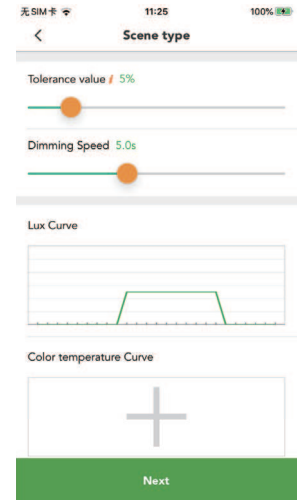 无SIM卡 11:25 100%
Scene type
Tolerance value / 5%
Dimming Speed 5.0s
Lux Curve
Color temperature Curve
Next